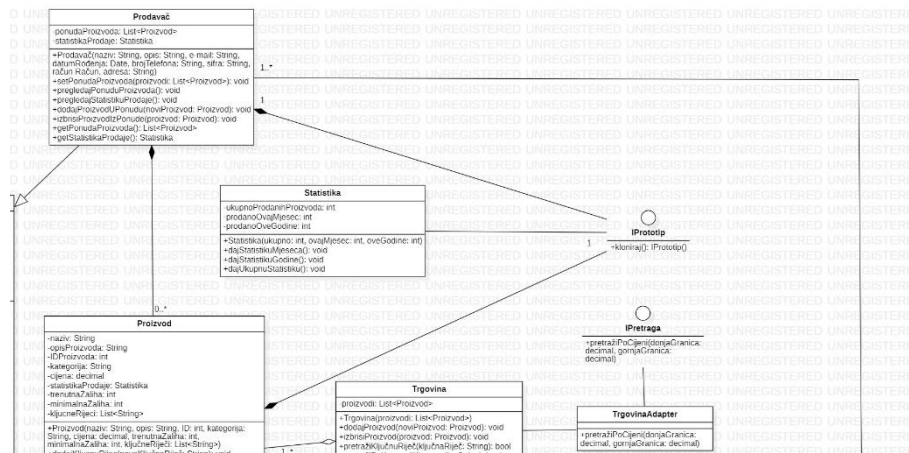 Prodavač
-ponudaProizvoda: List<Proizvod>
-statistikaProdaje: Statistika
+Prodavač(naziv: String, opis: String, e-mail: String,
datumRođenja: Date, brojTelefona: String, sifra: String,
račun Račun, adresa: String)
+setPonudaProizvoda(proizvodi: List<Proizvod>): void
+pregledajPonuduProizvoda(): void
+pregledajStatistikuProdaje(): void
+dodajProizvodUPonudu(noviProizvod: Proizvod): void
+izbrisiProizvodIzPonude(proizvod: Proizvod): void
+getPonudaProizvoda(): List<Proizvod>
+getStatistikaProdaje(): Statistika
1..*
1
Statistika
-ukupnoProdanihProizvoda: int
-prodanoOvajMjesec: int
-prodanoOveGodine: int
+Statistika(ukupno: int, ovajMjesec: int, oveGodine: int)
+dajStatistikuMjeseca(): void
+dajStatistikuGodine(): void
+dajUkupnuStatistiku(): void
IPrototip
+kloniraj(): IPrototip()
1
0..*
Proizvod
-naziv: String
-opisProizvoda: String
-IDProizvoda: int
-kategorija: String
-cijena: decimal
-statistikaProdaje: Statistika
-trenutnaZaliha: int
-minimalnaZaliha: int
-kljucneRijeci: List<String>
+Proizvod(naziv: String, opis: String, ID: int, kategorija:
String, cijena: decimal, trenutnaZaliha: int,
minimalnaZaliha: int, ključneRiječi: List<String>)
IPretraga
+pretražiPoCijeni(donjaGranica:
decimal, gornjaGranica:
decimal)
Trgovina
-proizvodi: List<Proizvod>
+Trgovina(proizvodi: List<Proizvod>)
+dodajProizvod(noviProizvod: Proizvod): void
+izbrisiProizvod(proizvod: Proizvod): void
+pretražiKljučnuRiječ(ključnaRiječ: String): bool
1..*
TrgovinaAdapter
+pretražiPoCijeni(donjaGranica:
decimal, gornjaGranica: decimal)
UNREGISTERED